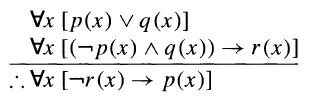 ∀x [p(x) ∨ q(x)]
∀x [(¬p(x) ∧ q(x)) → r(x)]
∴ ∀x [¬r(x) → p(x)]